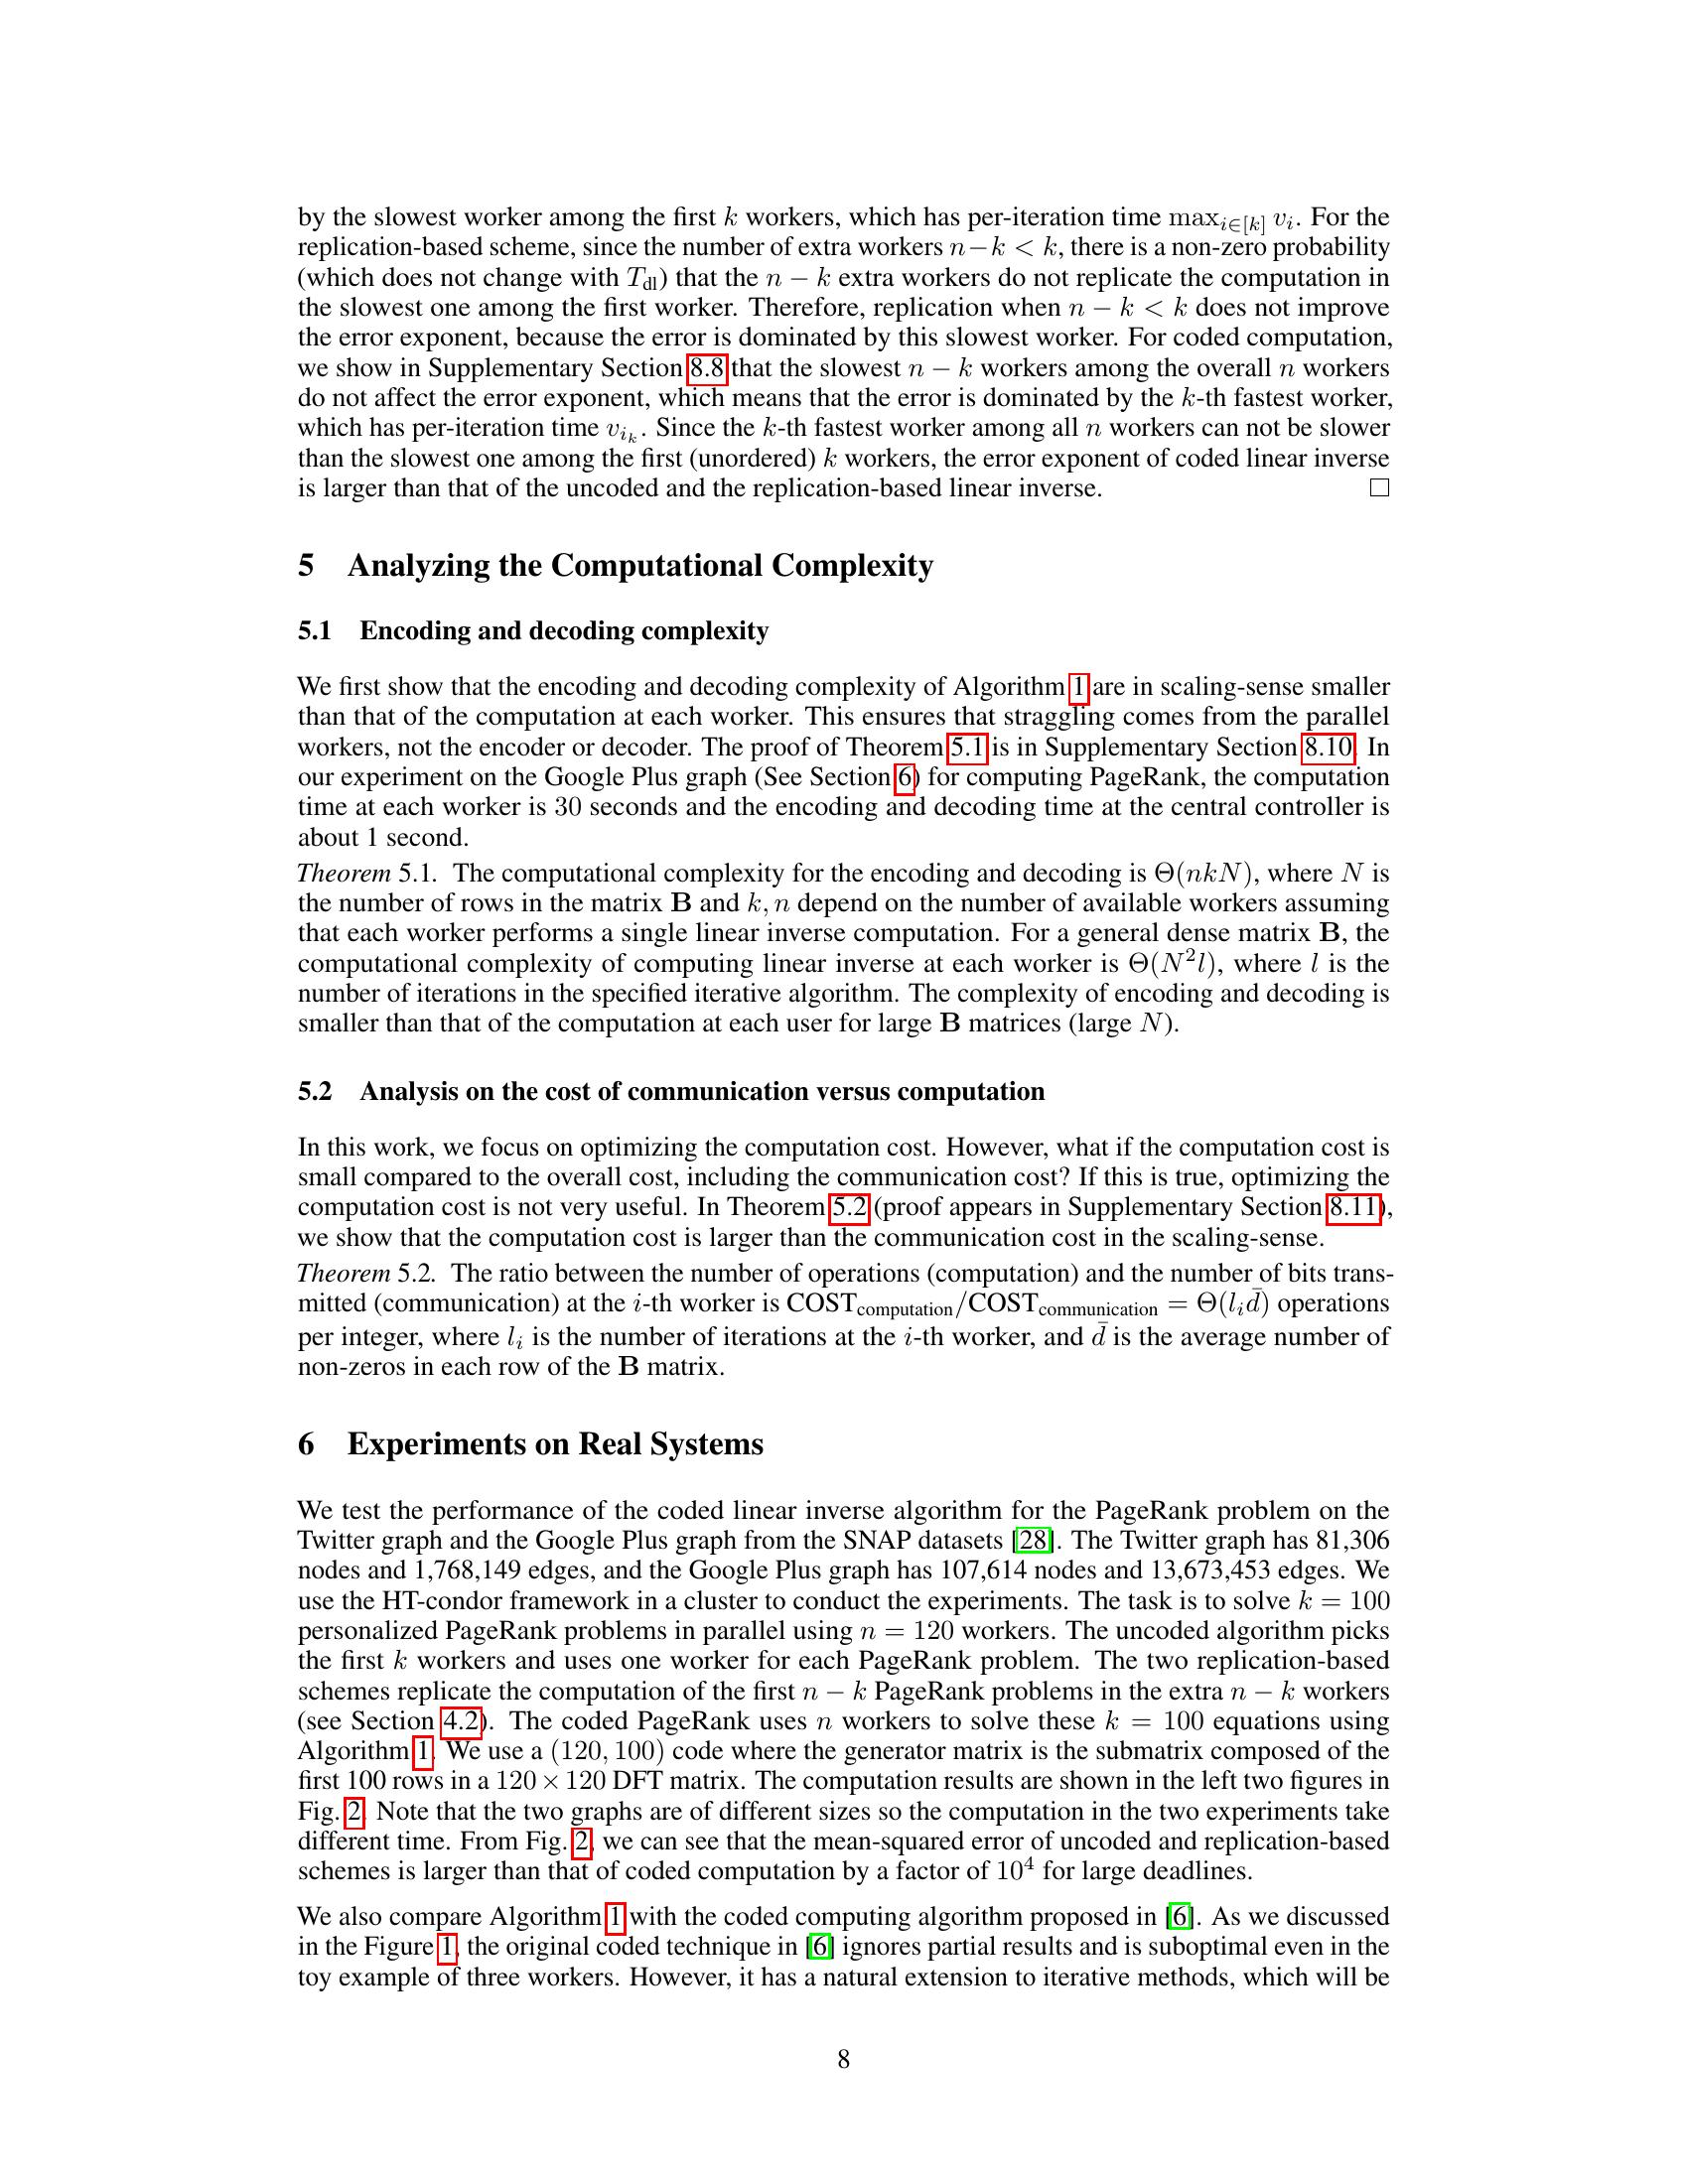 by the slowest worker among the first k workers, which has per-iteration time max_{i∈[k]} v_i. For the
replication-based scheme, since the number of extra workers n−k < k, there is a non-zero probability
(which does not change with T_dl) that the n − k extra workers do not replicate the computation in
the slowest one among the first worker. Therefore, replication when n − k < k does not improve
the error exponent, because the error is dominated by this slowest worker. For coded computation,
we show in Supplementary Section 8.8 that the slowest n − k workers among the overall n workers
do not affect the error exponent, which means that the error is dominated by the k-th fastest worker,
which has per-iteration time v_{i_k}. Since the k-th fastest worker among all n workers can not be slower
than the slowest one among the first (unordered) k workers, the error exponent of coded linear inverse
is larger than that of the uncoded and the replication-based linear inverse. □
5 Analyzing the Computational Complexity
5.1 Encoding and decoding complexity
We first show that the encoding and decoding complexity of Algorithm 1 are in scaling-sense smaller
than that of the computation at each worker. This ensures that straggling comes from the parallel
workers, not the encoder or decoder. The proof of Theorem 5.1 is in Supplementary Section 8.10. In
our experiment on the Google Plus graph (See Section 6) for computing PageRank, the computation
time at each worker is 30 seconds and the encoding and decoding time at the central controller is
about 1 second.
Theorem 5.1. The computational complexity for the encoding and decoding is Θ(nkN), where N is
the number of rows in the matrix B and k, n depend on the number of available workers assuming
that each worker performs a single linear inverse computation. For a general dense matrix B, the
computational complexity of computing linear inverse at each worker is Θ(N²l), where l is the
number of iterations in the specified iterative algorithm. The complexity of encoding and decoding is
smaller than that of the computation at each user for large B matrices (large N).
5.2 Analysis on the cost of communication versus computation
In this work, we focus on optimizing the computation cost. However, what if the computation cost is
small compared to the overall cost, including the communication cost? If this is true, optimizing the
computation cost is not very useful. In Theorem 5.2 (proof appears in Supplementary Section 8.11),
we show that the computation cost is larger than the communication cost in the scaling-sense.
Theorem 5.2. The ratio between the number of operations (computation) and the number of bits trans-
mitted (communication) at the i-th worker is COST_computation/COST_communication = Θ(l_i d̄) operations
per integer, where l_i is the number of iterations at the i-th worker, and d̄ is the average number of
non-zeros in each row of the B matrix.
6 Experiments on Real Systems
We test the performance of the coded linear inverse algorithm for the PageRank problem on the
Twitter graph and the Google Plus graph from the SNAP datasets [28]. The Twitter graph has 81,306
nodes and 1,768,149 edges, and the Google Plus graph has 107,614 nodes and 13,673,453 edges. We
use the HT-condor framework in a cluster to conduct the experiments. The task is to solve k = 100
personalized PageRank problems in parallel using n = 120 workers. The uncoded algorithm picks
the first k workers and uses one worker for each PageRank problem. The two replication-based
schemes replicate the computation of the first n − k PageRank problems in the extra n − k workers
(see Section 4.2). The coded PageRank uses n workers to solve these k = 100 equations using
Algorithm 1. We use a (120, 100) code where the generator matrix is the submatrix composed of the
first 100 rows in a 120 × 120 DFT matrix. The computation results are shown in the left two figures in
Fig. 2. Note that the two graphs are of different sizes so the computation in the two experiments take
different time. From Fig. 2, we can see that the mean-squared error of uncoded and replication-based
schemes is larger than that of coded computation by a factor of 10⁴ for large deadlines.
We also compare Algorithm 1 with the coded computing algorithm proposed in [6]. As we discussed
in the Figure 1, the original coded technique in [6] ignores partial results and is suboptimal even in the
toy example of three workers. However, it has a natural extension to iterative methods, which will be
8